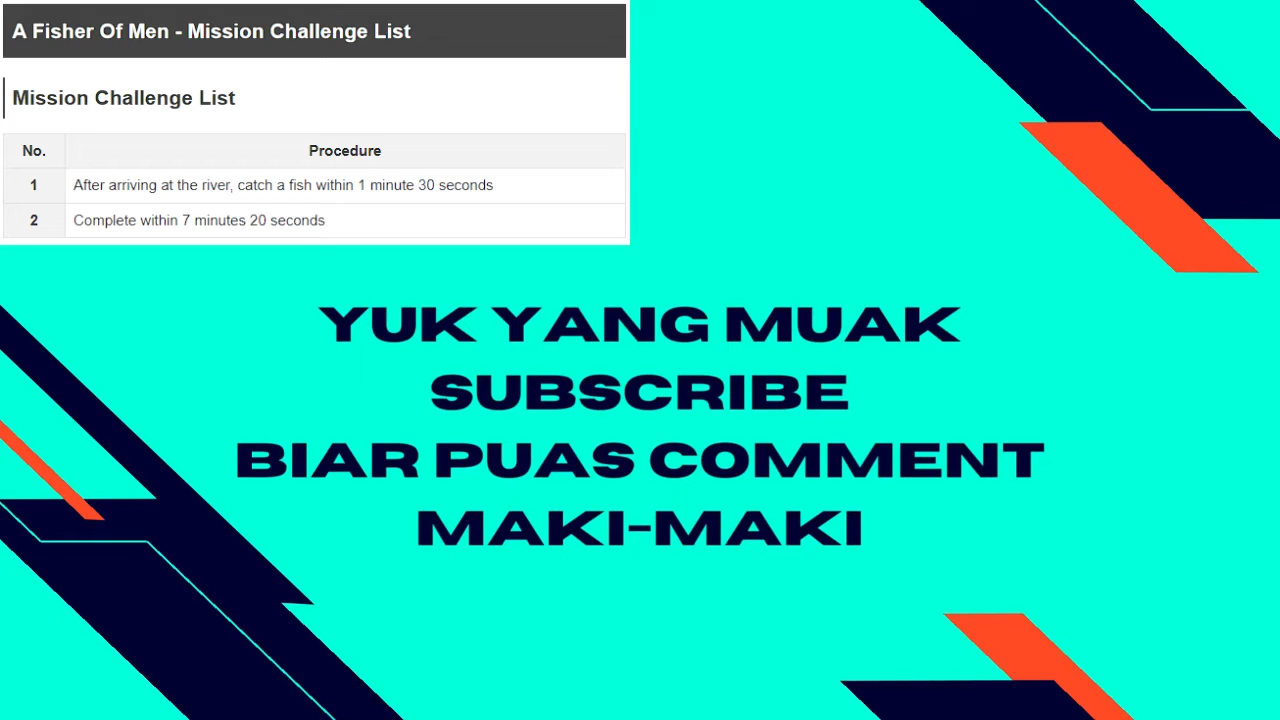 A Fisher Of Men - Mission Challenge List
Mission Challenge List
No. Procedure
1 After arriving at the river, catch a fish within 1 minute 30 seconds
2 Complete within 7 minutes 20 seconds
YUK YANG MUAK
SUBSCRIBE
BIAR PUAS COMMENT
MAKI-MAKI